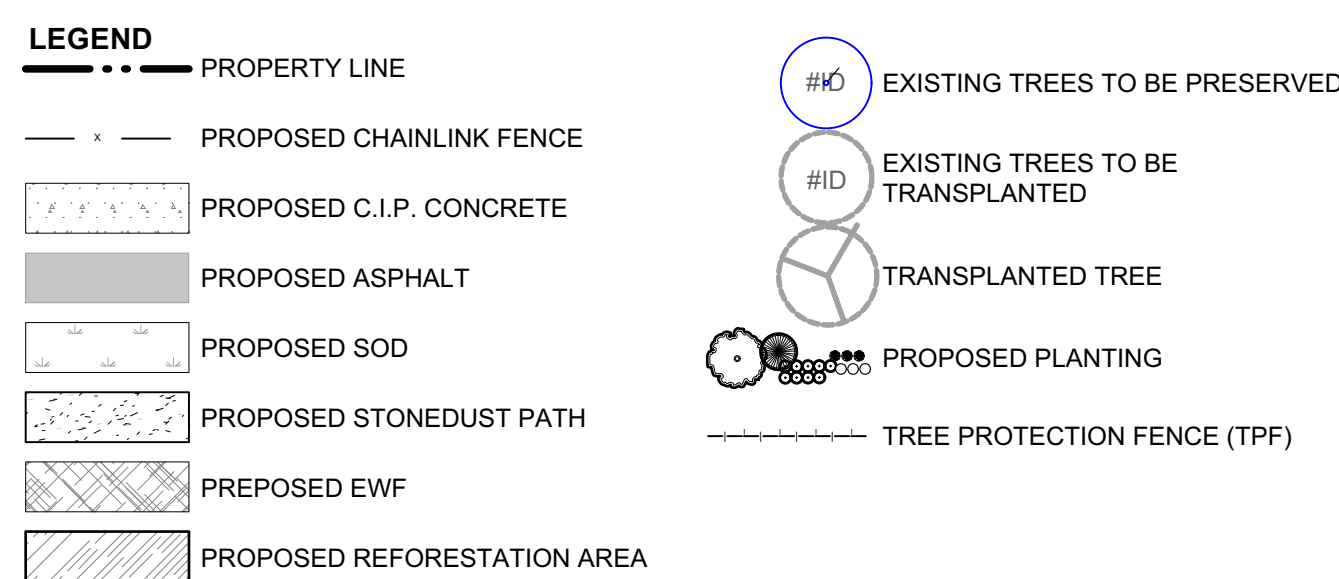 LEGEND
PROPERTY LINE
x PROPOSED CHAINLINK FENCE
PROPOSED C.I.P. CONCRETE
PROPOSED ASPHALT
PROPOSED SOD
PROPOSED STONEDUST PATH
PREPOSED EWF
PROPOSED REFORESTATION AREA
#ID EXISTING TREES TO BE PRESERVED
#ID EXISTING TREES TO BE
TRANSPLANTED
TRANSPLANTED TREE
PROPOSED PLANTING
TREE PROTECTION FENCE (TPF)